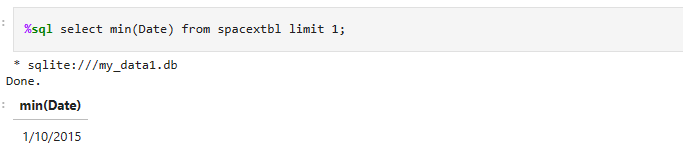 %sql select min(Date) from spacextbl limit 1;
* sqlite:///my_data1.db
Done.
min(Date)
1/10/2015